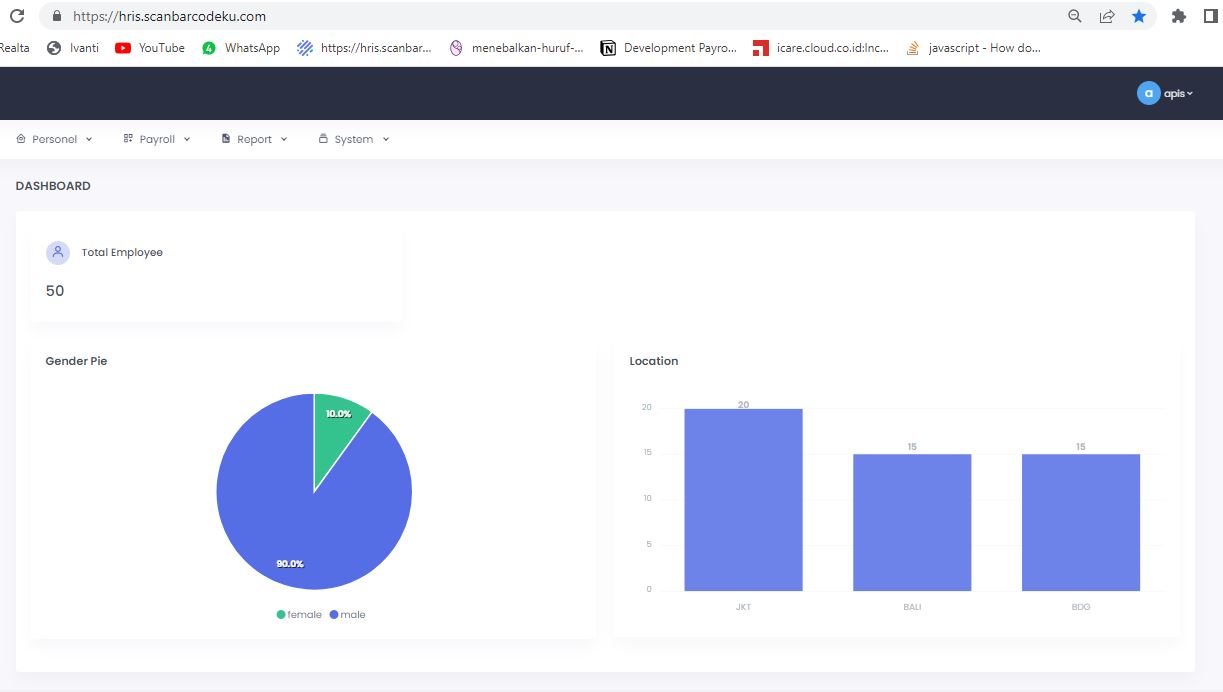 https://hris.scanbarcodeku.com
Realta Ivanti YouTube 4 WhatsApp https://hris.scanbar... menebalkan-huruf-... N Development Payro... icare.cloud.co.id:Inc... javascript - How do...
a apis
Personel Payroll Report System
DASHBOARD
Total Employee
50
Gender Pie
10.0%
90.0%
female male
Location
20
15
10
5
0
20
15
15
JKT BALI BDG